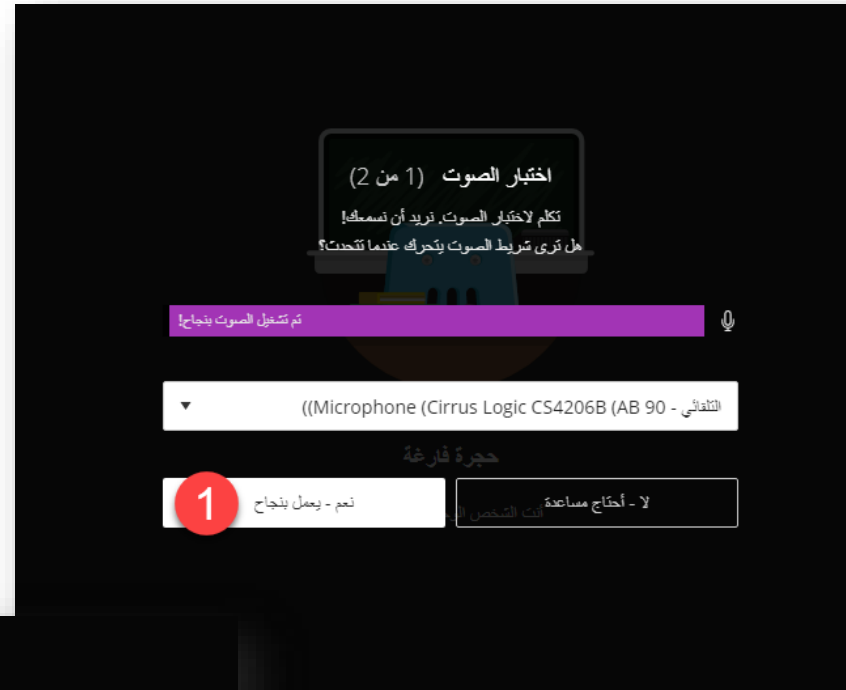 اختبار الصوت (1 من 2)
تكلم لاختبار الصوت. نريد أن نسمعك!
هل ترى شريط الصوت يتحرك عندما تتحدث؟
تم تشغيل الصوت بنجاح!
التلقائي - Microphone (Cirrus Logic CS4206B (AB 90))
حجرة فارغة
لا - أحتاج مساعدة
نعم - يعمل بنجاح
1
أنت الشخص